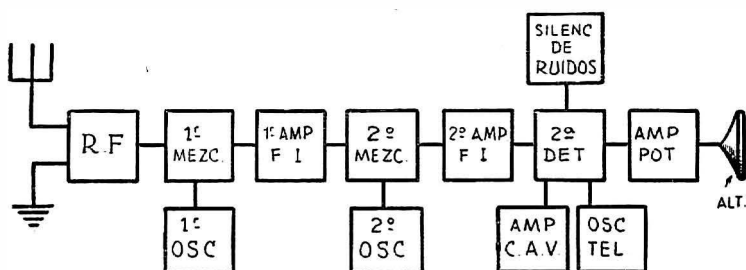 SILENC
DE
RUIDOS
R.F
1º
MEZC.
1º AMP
F I
2º
MEZC.
2º AMP
F I
2º
DET
AMP
POT
ALT.
1º
OSC
2º
OSC
AMP
C.A.V.
OSC
TEL